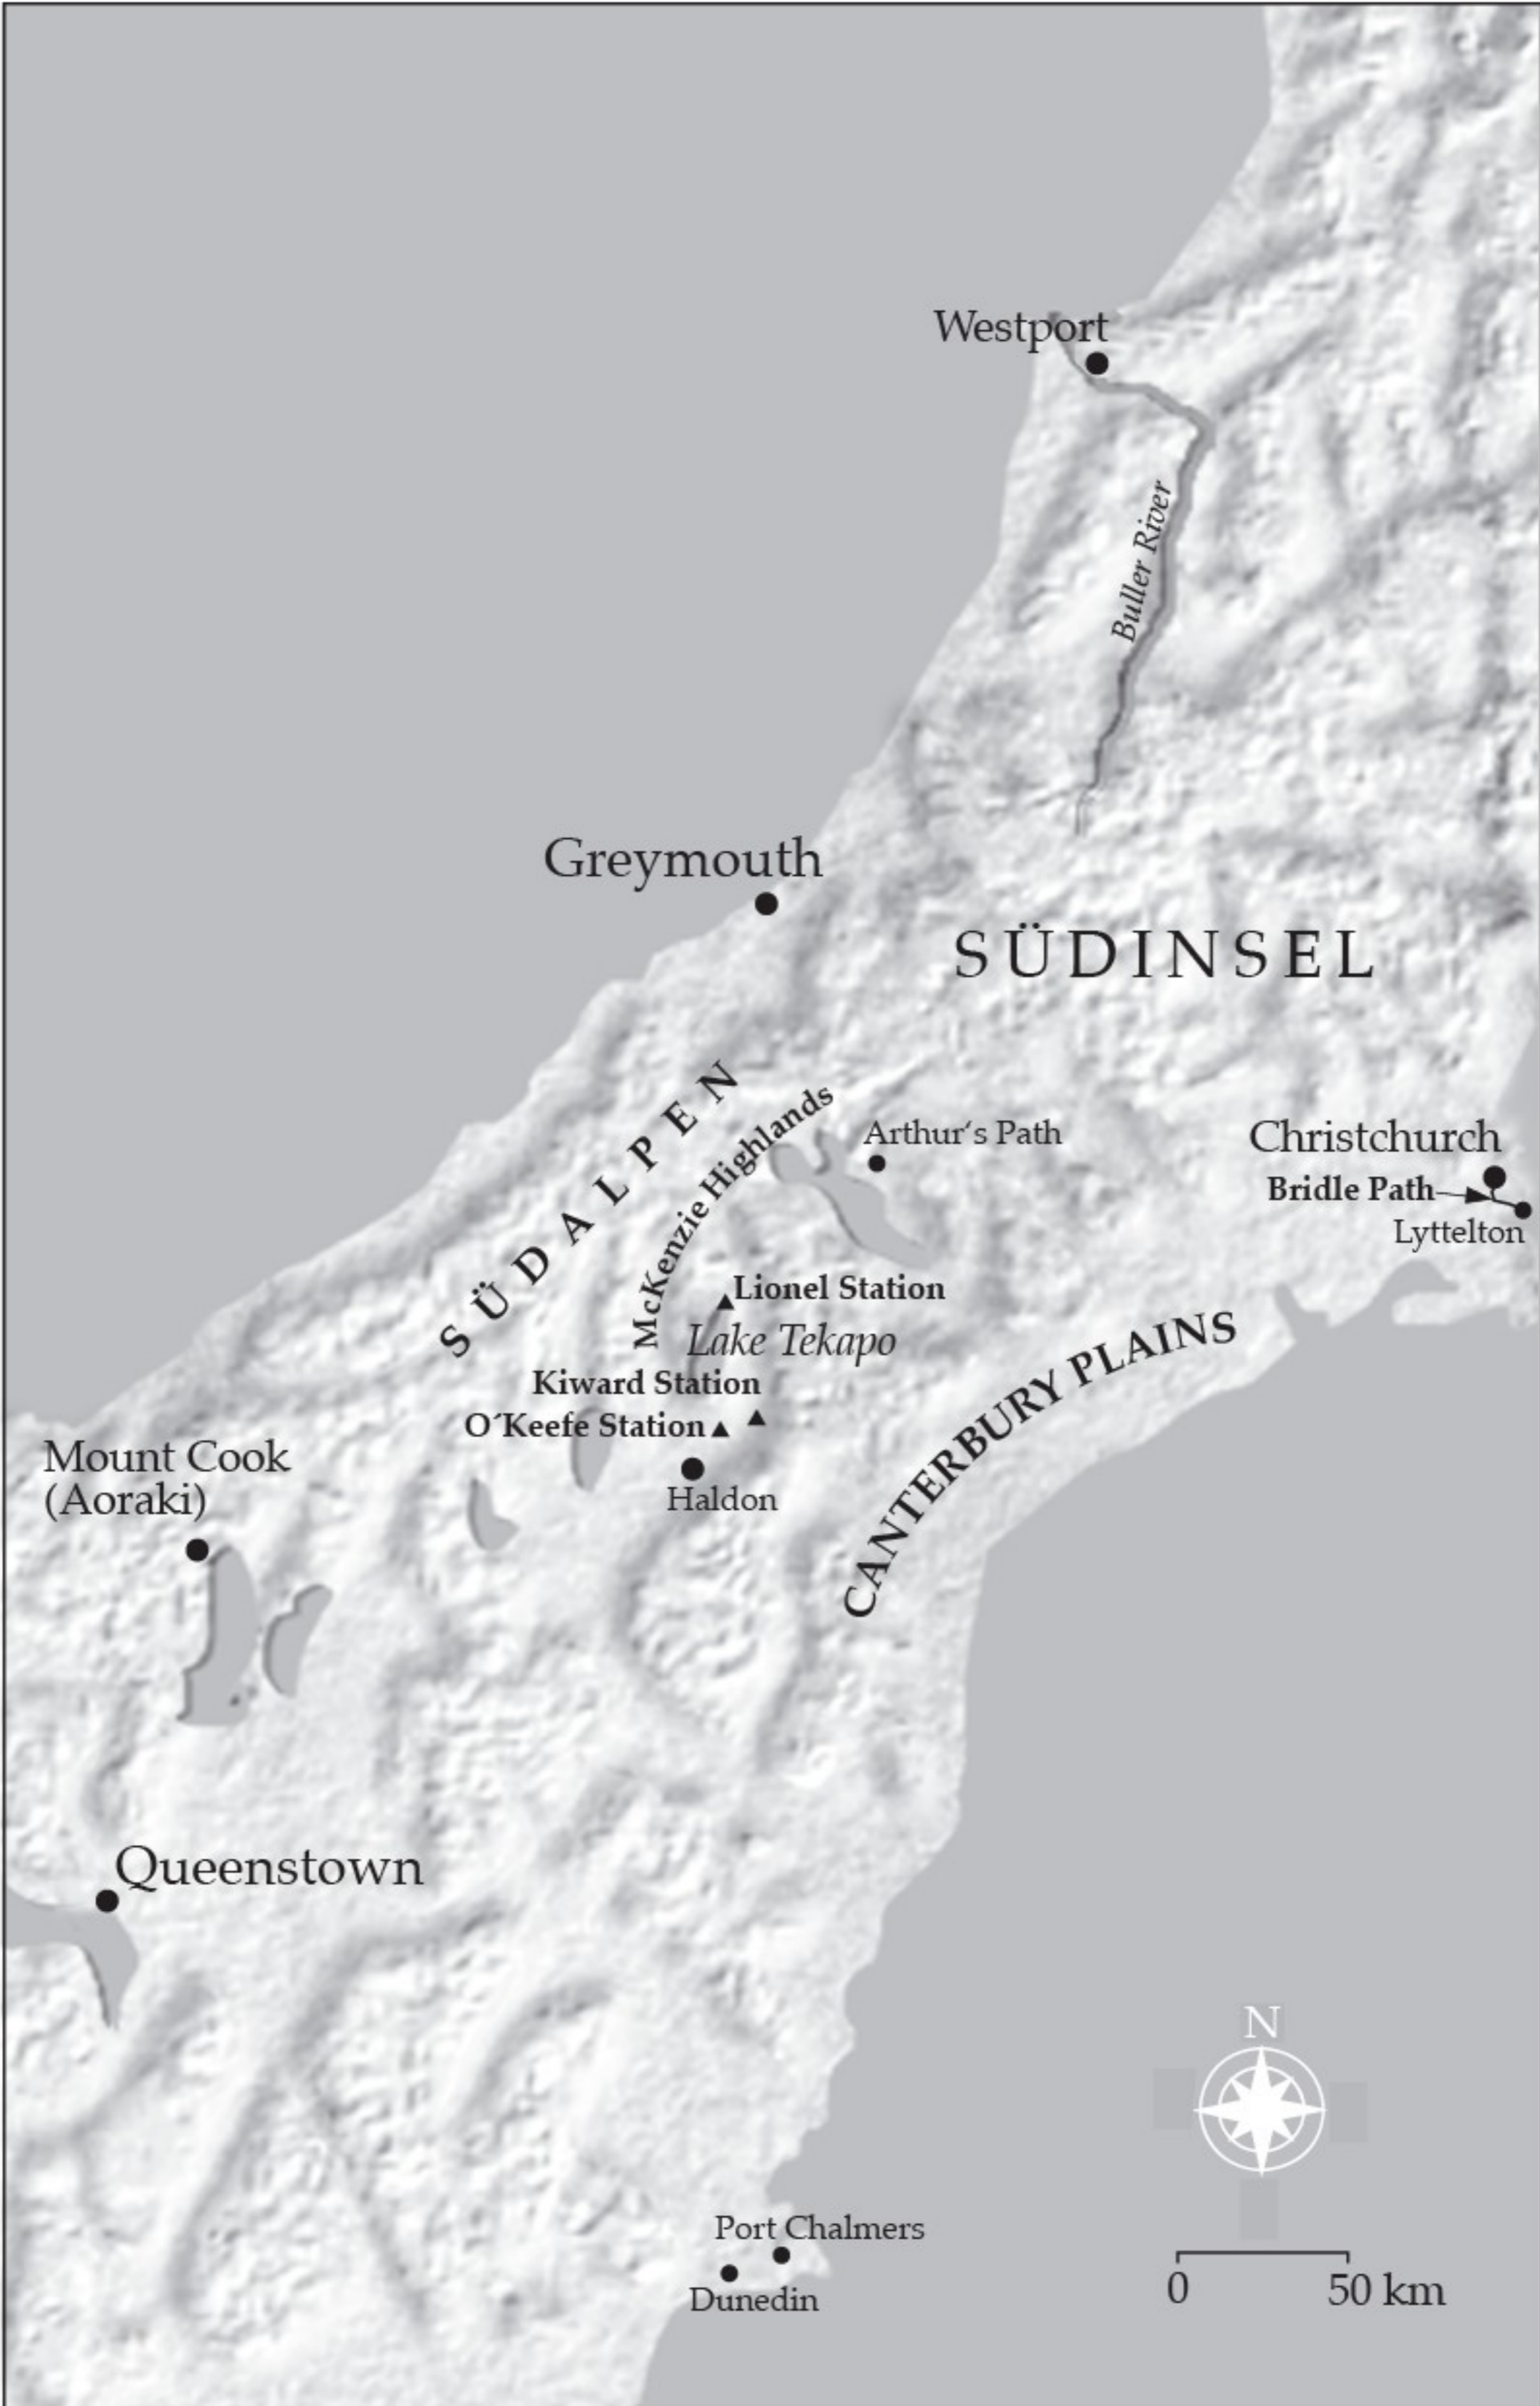 Westport
Buller River
Greymouth
SÜDINSEL
SÜDALPEN
McKenzie Highlands
Arthur‘s Path
Christchurch
Bridle Path
Lyttelton
Lionel Station
Lake Tekapo
Kiward Station
O´Keefe Station
Haldon
CANTERBURY PLAINS
Mount Cook
(Aoraki)
Queenstown
N
Port Chalmers
Dunedin
0 50 km